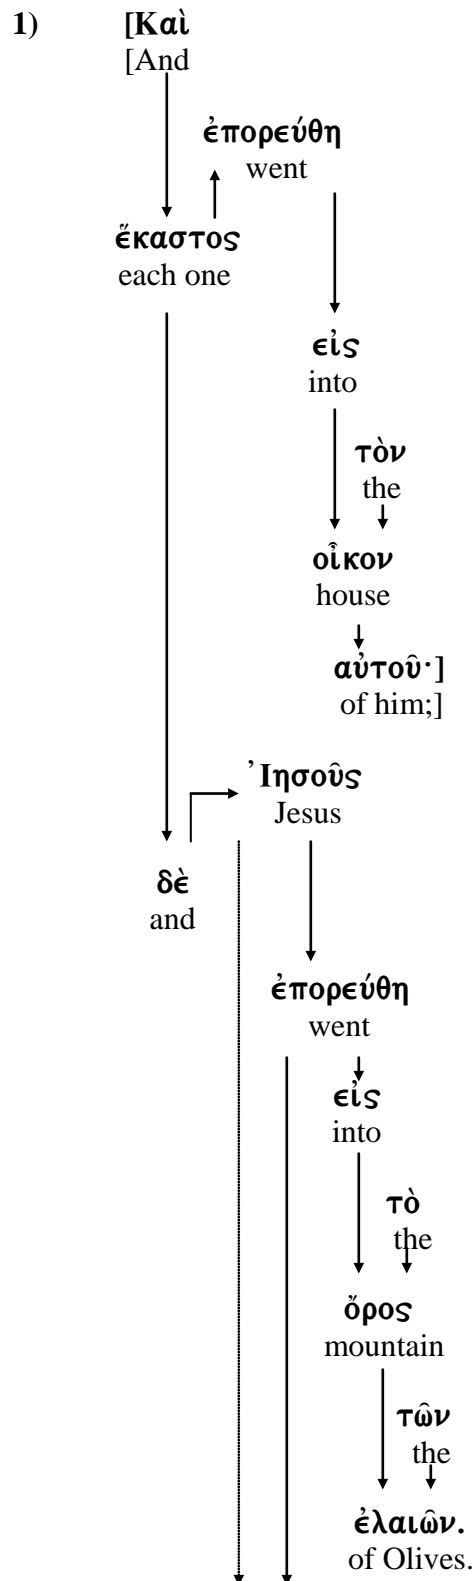 1) [Καὶ
[And
ἐπορεύθη
went
ἕκαστος
each one
εἰς
into
τὸν
the
οἶκον
house
αὐτοῦ·]
of him;]
Ἰησοῦς
Jesus
δὲ
and
ἐπορεύθη
went
εἰς
into
τὸ
the
ὄρος
mountain
τῶν
the
ἐλαιῶν.
of Olives.